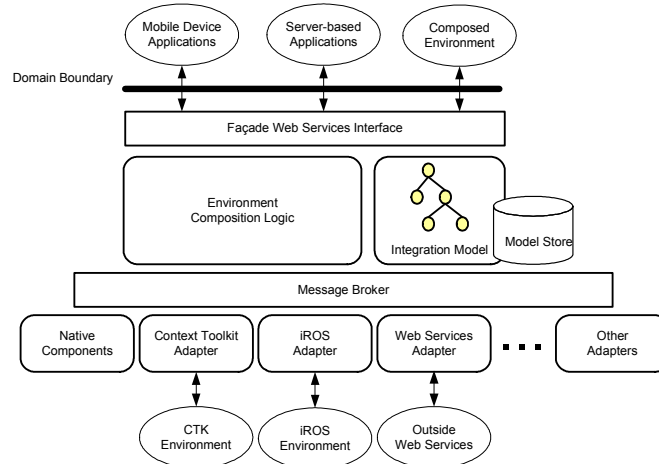 Mobile Device
Applications
Server-based
Applications
Composed
Environment
Domain Boundary
Façade Web Services Interface
Environment
Composition Logic
Integration Model
Model Store
Message Broker
Native
Components
Context Toolkit
Adapter
iROS
Adapter
Web Services
Adapter
Other
Adapters
CTK
Environment
iROS
Environment
Outside
Web Services